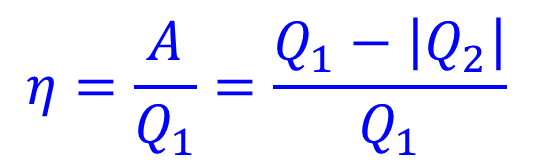 η = A/Q₁ = (Q₁ − |Q₂|)/Q₁